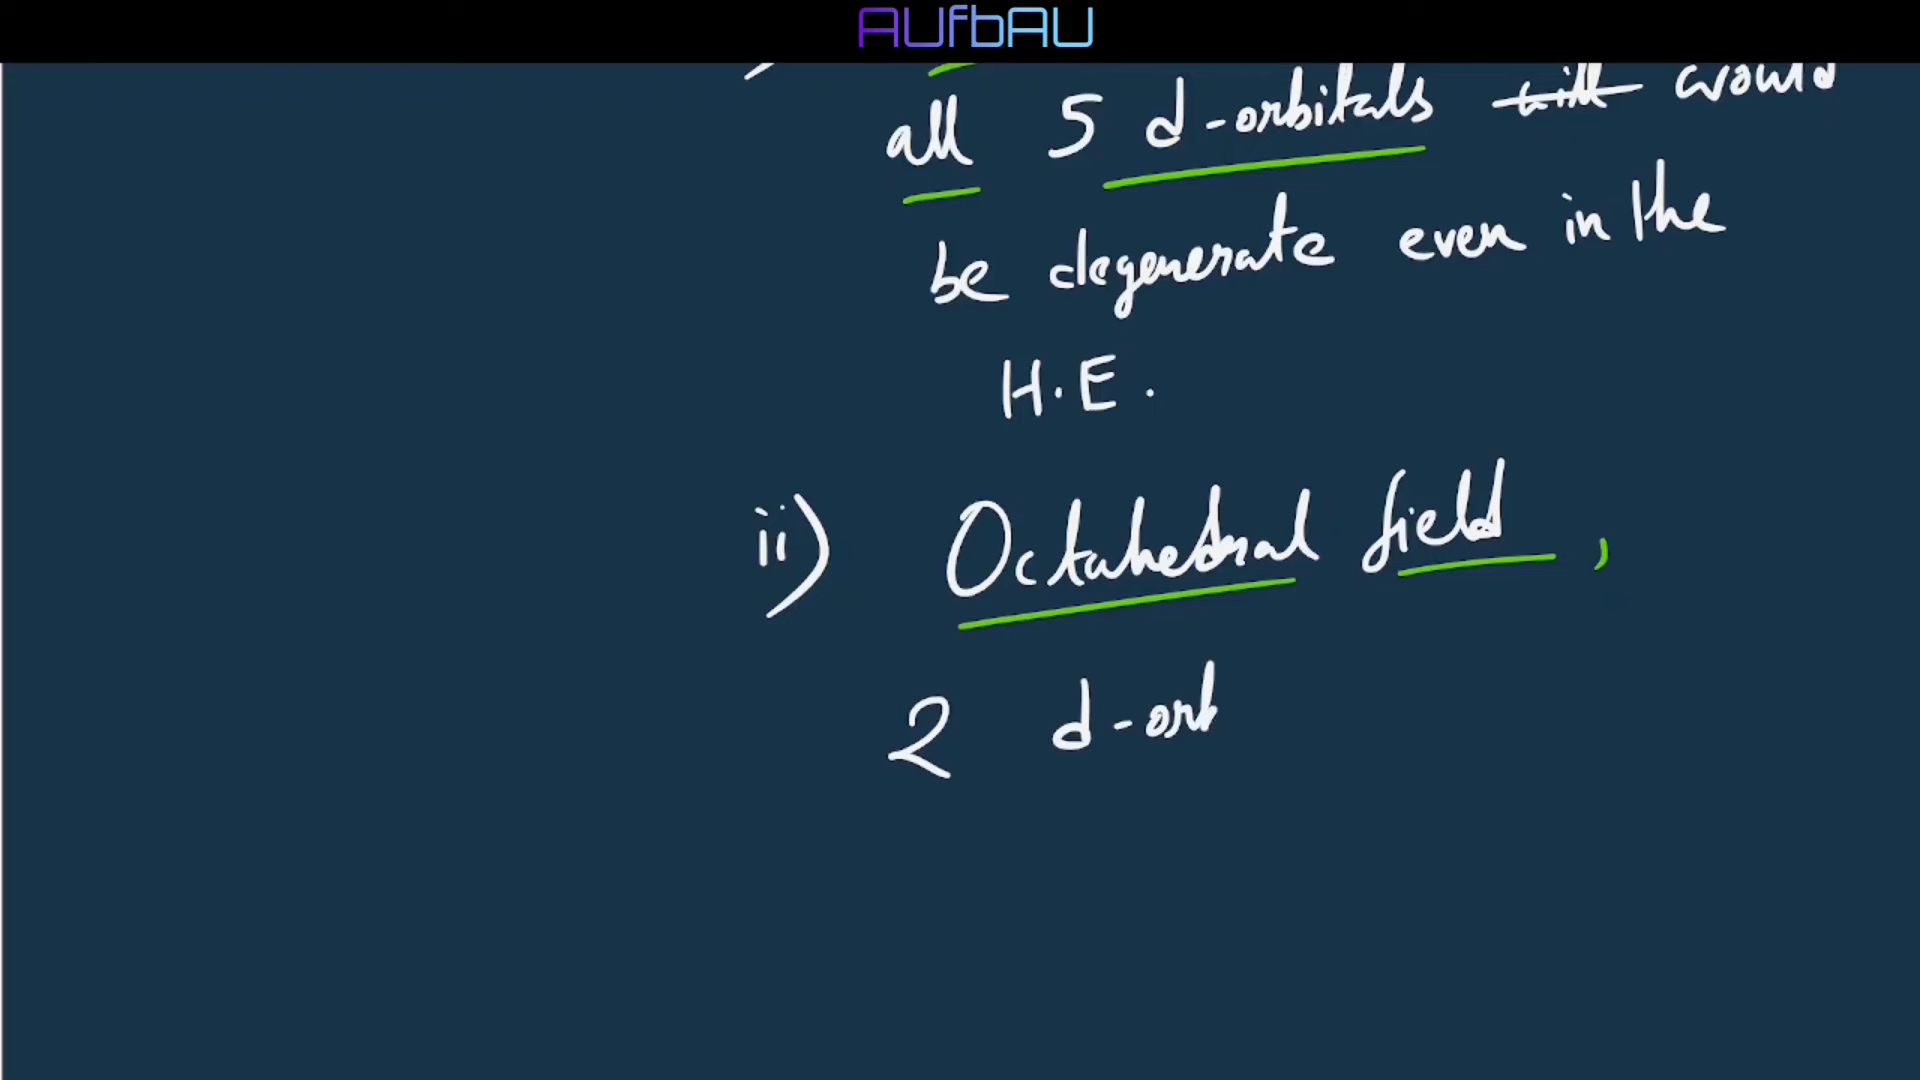 AUfbAU
all 5 d-orbitals will would
be degenerate even in the
H.E.
ii) Octahedral field,
2 d-orb